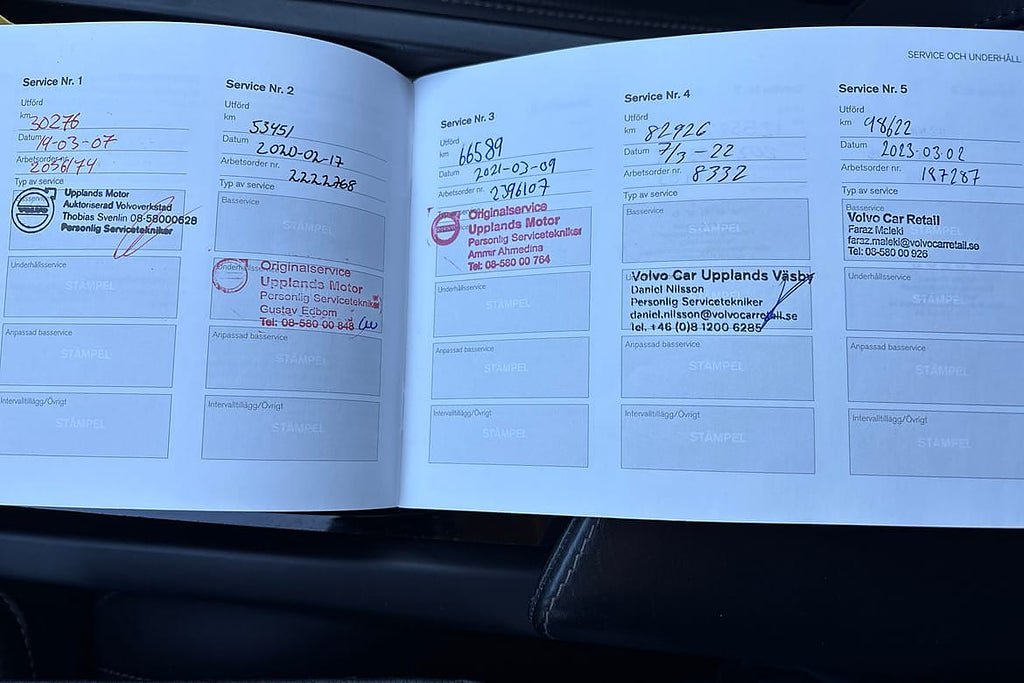 SERVICE OCH UNDERHÅLL
Service Nr. 1
Utförd
km 30276
Datum 19-03-07
Arbetsorder nr. 2056174
Typ av service
Upplands Motor
Auktoriserad Volvoverkstad
Thobias Svenlin 08-58000628
Personlig Servicetekniker
Underhållsservice
STÄMPEL
Anpassad basservice
STÄMPEL
Intervalltillägg/Övrigt
STÄMPEL
Service Nr. 2
Utförd
km 53451
Datum 2020-02-17
Arbetsorder nr. 2222768
Typ av service
Basservice
STÄMPEL
Underhållsservice
Originalservice
Upplands Motor
Personlig Servicetekniker
Gustav Edbom
Tel: 08-580 00 848
Anpassad basservice
STÄMPEL
Intervalltillägg/Övrigt
STÄMPEL
Service Nr. 3
Utförd
km 66589
Datum 2021-03-09
Arbetsorder nr. 2396107
Typ av service
Originalservice
Upplands Motor
Personlig Servicetekniker
Ammir Ahmedina
Tel: 08-580 00 764
Underhållsservice
STÄMPEL
Anpassad basservice
STÄMPEL
Intervalltillägg/Övrigt
STÄMPEL
Service Nr. 4
Utförd
km 82926
Datum 7/3-22
Arbetsorder nr. 8332
Typ av service
Basservice
STÄMPEL
Volvo Car Upplands Väsby
Daniel Nilsson
Personlig Servicetekniker
daniel.nilsson@volvocarretail.se
Tel. +46 (0)8 1200 6285
Anpassad basservice
STÄMPEL
Intervalltillägg/Övrigt
STÄMPEL
Service Nr. 5
Utförd
km 98622
Datum 2023-03-02
Arbetsorder nr. 187287
Typ av service
Basservice
STÄMPEL
Volvo Car Retail
Faraz Maleki
faraz.maleki@volvocarretail.se
Tel: 08-580 00 926
Underhållsservice
STÄMPEL
Anpassad basservice
STÄMPEL
Intervalltillägg/Övrigt
STÄMPEL